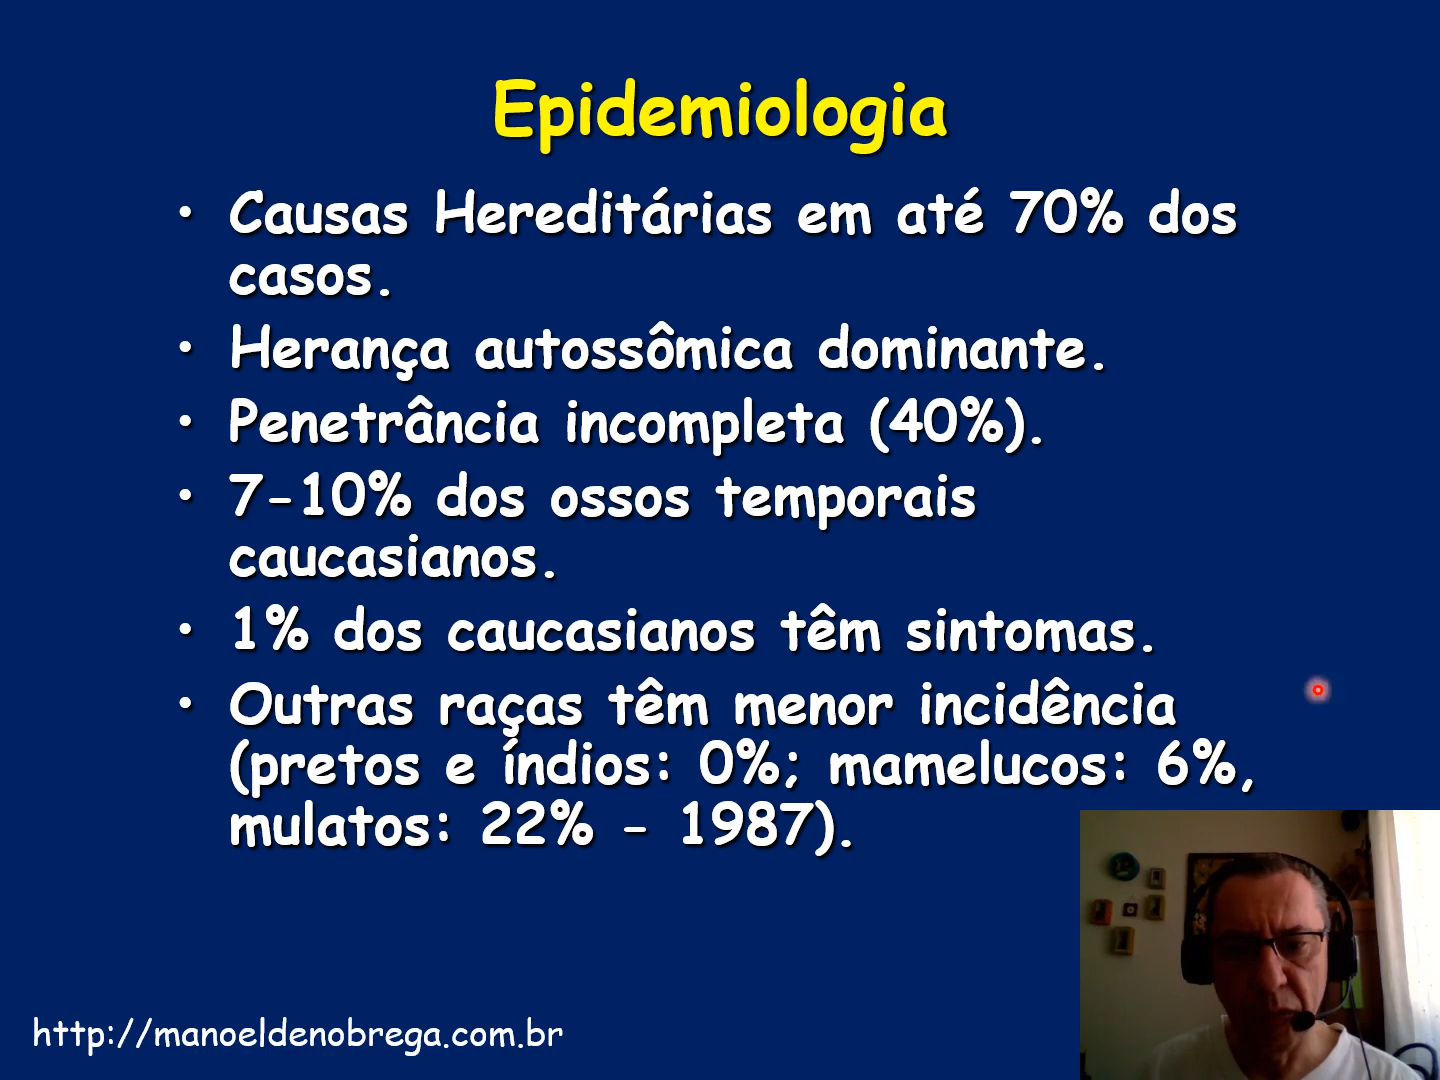 Epidemiologia
• Causas Hereditárias em até 70% dos
casos.
• Herança autossômica dominante.
• Penetrância incompleta (40%).
• 7-10% dos ossos temporais
caucasianos.
• 1% dos caucasianos têm sintomas.
• Outras raças têm menor incidência
(pretos e índios: 0%; mamelucos: 6%,
mulatos: 22% - 1987).
http://manoeldenobrega.com.br